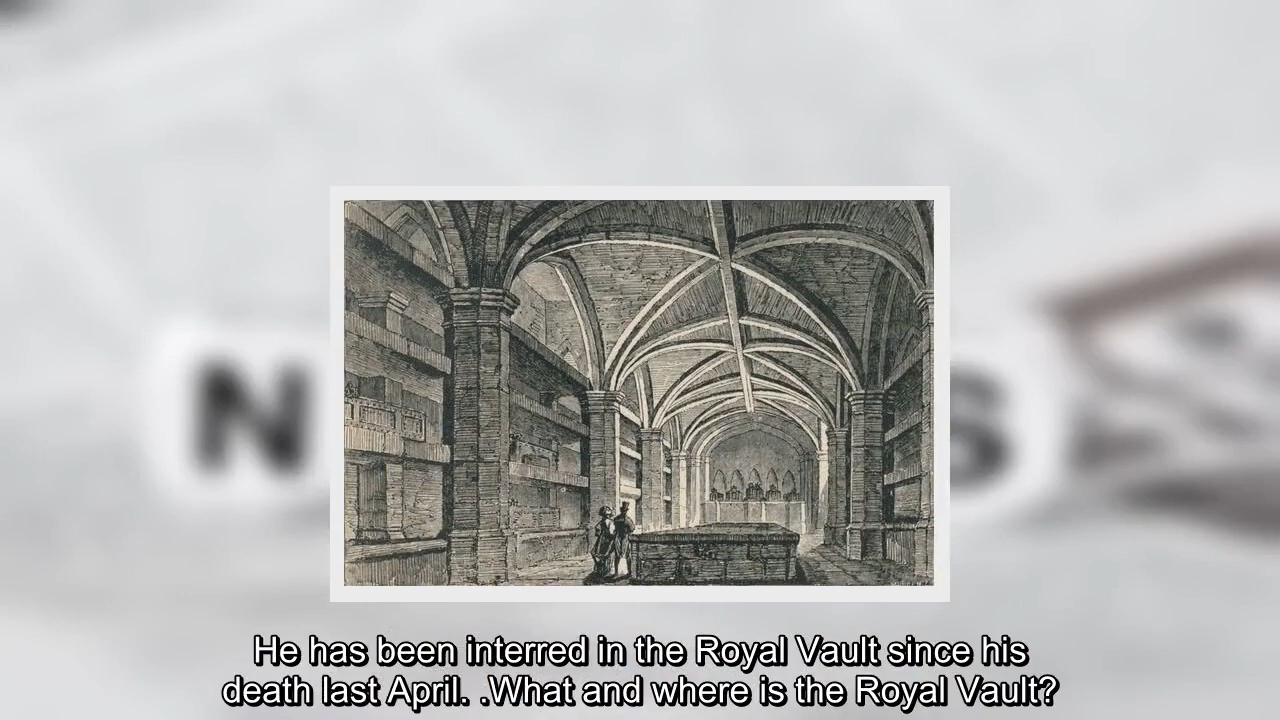 N
S
He has been interred in the Royal Vault since his
death last April. .What and where is the Royal Vault?